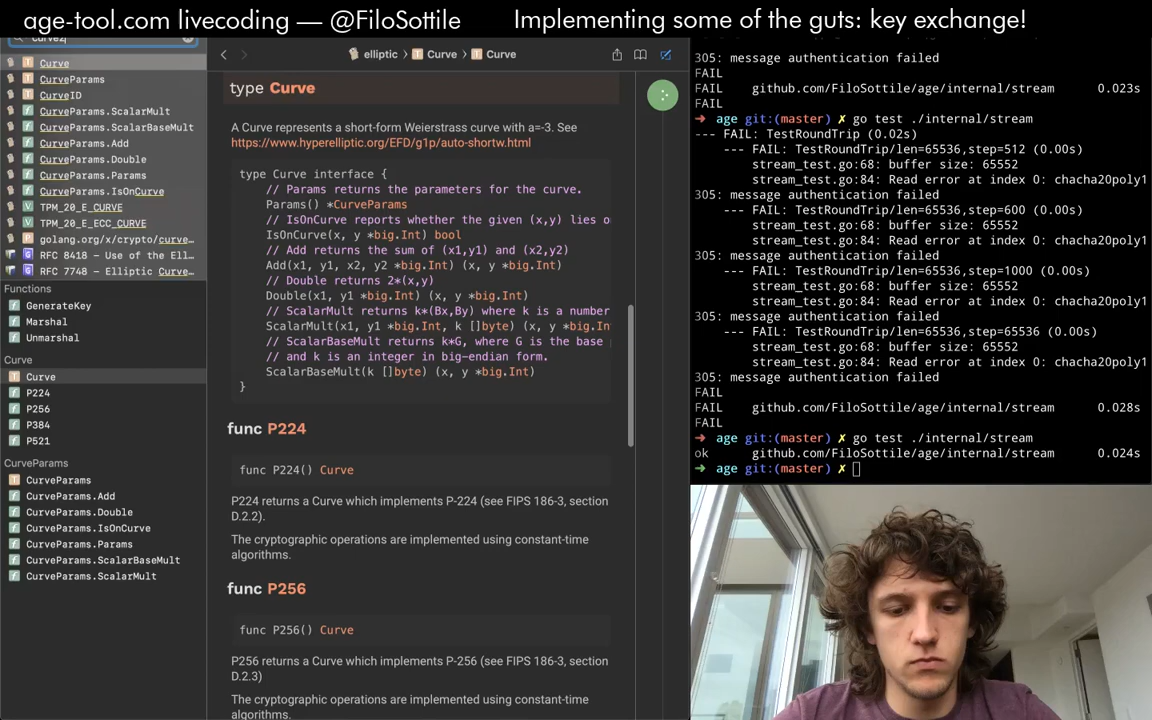 age-tool.com livecoding — @FiloSottile
Implementing some of the guts: key exchange!
Curve
CurveParams
CurveID
CurveParams.ScalarMult
CurveParams.ScalarBaseMult
CurveParams.Add
CurveParams.Double
CurveParams.Params
CurveParams.IsOnCurve
TPM_20_E_CURVE
TPM_20_E_ECC_CURVE
golang.org/x/crypto/curve…
RFC 8418 – Use of the Ell…
RFC 7748 – Elliptic Curve…
Functions
GenerateKey
Marshal
Unmarshal
Curve
Curve
P224
P256
P384
P521
CurveParams
CurveParams
CurveParams.Add
CurveParams.Double
CurveParams.IsOnCurve
CurveParams.Params
CurveParams.ScalarBaseMult
CurveParams.ScalarMult
elliptic › Curve › Curve
type Curve
A Curve represents a short-form Weierstrass curve with a=-3. See
https://www.hyperelliptic.org/EFD/g1p/auto-shortw.html
type Curve interface {
// Params returns the parameters for the curve.
Params() *CurveParams
// IsOnCurve reports whether the given (x,y) lies o
IsOnCurve(x, y *big.Int) bool
// Add returns the sum of (x1,y1) and (x2,y2)
Add(x1, y1, x2, y2 *big.Int) (x, y *big.Int)
// Double returns 2*(x,y)
Double(x1, y1 *big.Int) (x, y *big.Int)
// ScalarMult returns k*(Bx,By) where k is a number
ScalarMult(x1, y1 *big.Int, k []byte) (x, y *big.In
// ScalarBaseMult returns k*G, where G is the base
// and k is an integer in big-endian form.
ScalarBaseMult(k []byte) (x, y *big.Int)
}
func P224
func P224() Curve
P224 returns a Curve which implements P-224 (see FIPS 186-3, section
D.2.2).
The cryptographic operations are implemented using constant-time
algorithms.
func P256
func P256() Curve
P256 returns a Curve which implements P-256 (see FIPS 186-3, section
D.2.3)
The cryptographic operations are implemented using constant-time
algorithms.
305: message authentication failed
FAIL
FAIL github.com/FiloSottile/age/internal/stream 0.023s
FAIL
➜ age git:(master) ✗ go test ./internal/stream
--- FAIL: TestRoundTrip (0.02s)
--- FAIL: TestRoundTrip/len=65536,step=512 (0.00s)
stream_test.go:68: buffer size: 65552
stream_test.go:84: Read error at index 0: chacha20poly1
305: message authentication failed
--- FAIL: TestRoundTrip/len=65536,step=600 (0.00s)
stream_test.go:68: buffer size: 65552
stream_test.go:84: Read error at index 0: chacha20poly1
305: message authentication failed
--- FAIL: TestRoundTrip/len=65536,step=1000 (0.00s)
stream_test.go:68: buffer size: 65552
stream_test.go:84: Read error at index 0: chacha20poly1
305: message authentication failed
--- FAIL: TestRoundTrip/len=65536,step=65536 (0.00s)
stream_test.go:68: buffer size: 65552
stream_test.go:84: Read error at index 0: chacha20poly1
305: message authentication failed
FAIL
FAIL github.com/FiloSottile/age/internal/stream 0.028s
FAIL
➜ age git:(master) ✗ go test ./internal/stream
ok github.com/FiloSottile/age/internal/stream 0.024s
➜ age git:(master) ✗